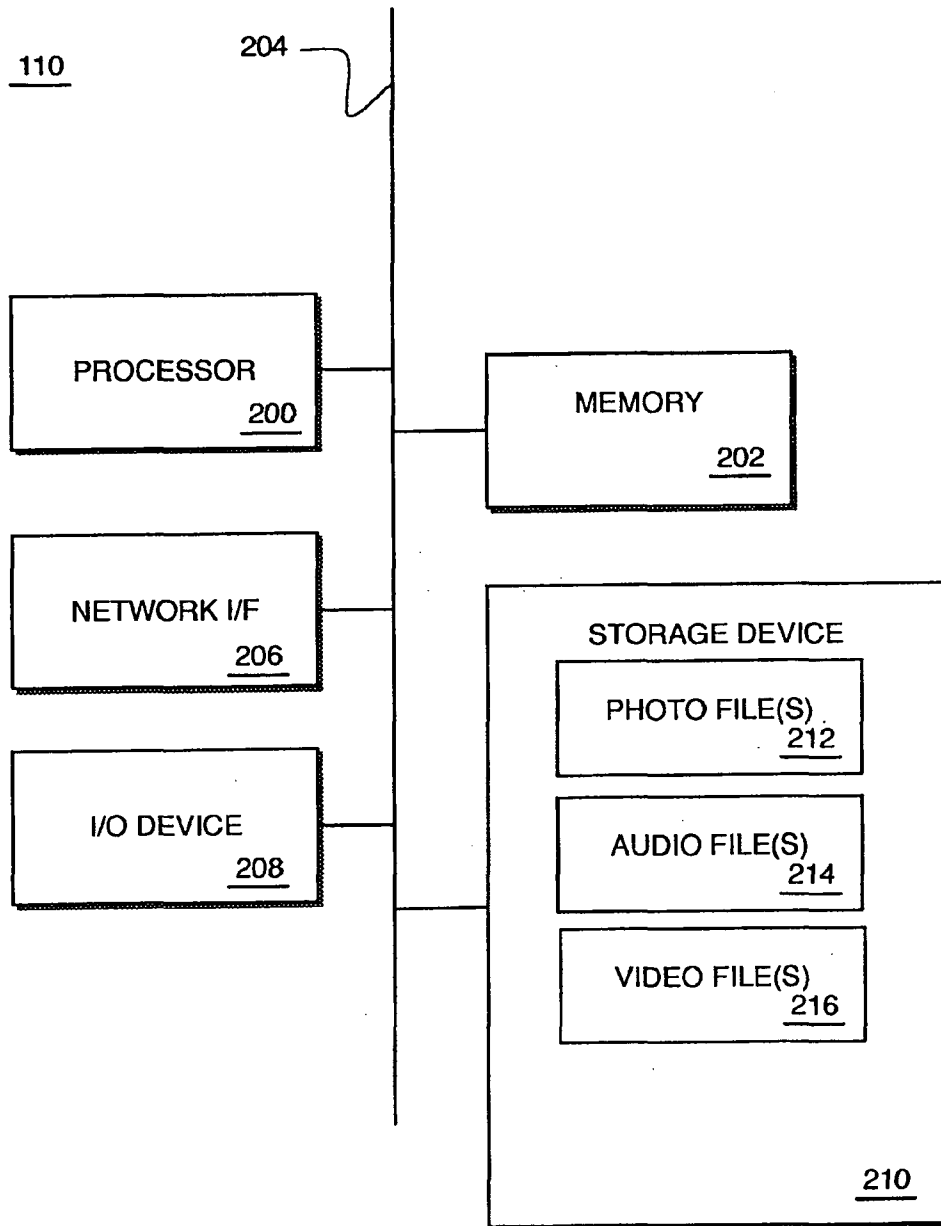 204
110
PROCESSOR
200
MEMORY
202
NETWORK I/F
206
STORAGE DEVICE
PHOTO FILE(S)
212
I/O DEVICE
208
AUDIO FILE(S)
214
VIDEO FILE(S)
216
210